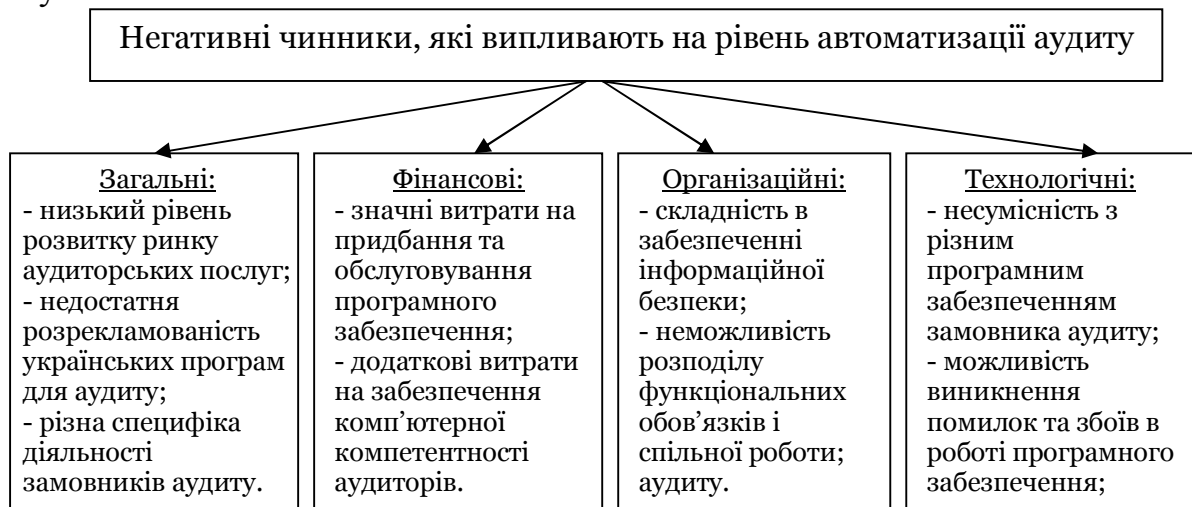 Негативні чинники, які випливають на рівень автоматизації аудиту
Загальні:
- низький рівень
розвитку ринку
аудиторських послуг;
- недостатня
розрекламованість
українських програм
для аудиту;
- різна специфіка
діяльності
замовників аудиту.
Фінансові:
- значні витрати на
придбання та
обслуговування
програмного
забезпечення;
- додаткові витрати
на забезпечення
комп’ютерної
компетентності
аудиторів.
Організаційні:
- складність в
забезпеченні
інформаційної
безпеки;
- неможливість
розподілу
функціональних
обов’язків і
спільної роботи;
аудиту.
Технологічні:
- несумісність з
різним
програмним
забезпеченням
замовника аудиту;
- можливість
виникнення
помилок та збоїв в
роботі програмного
забезпечення;